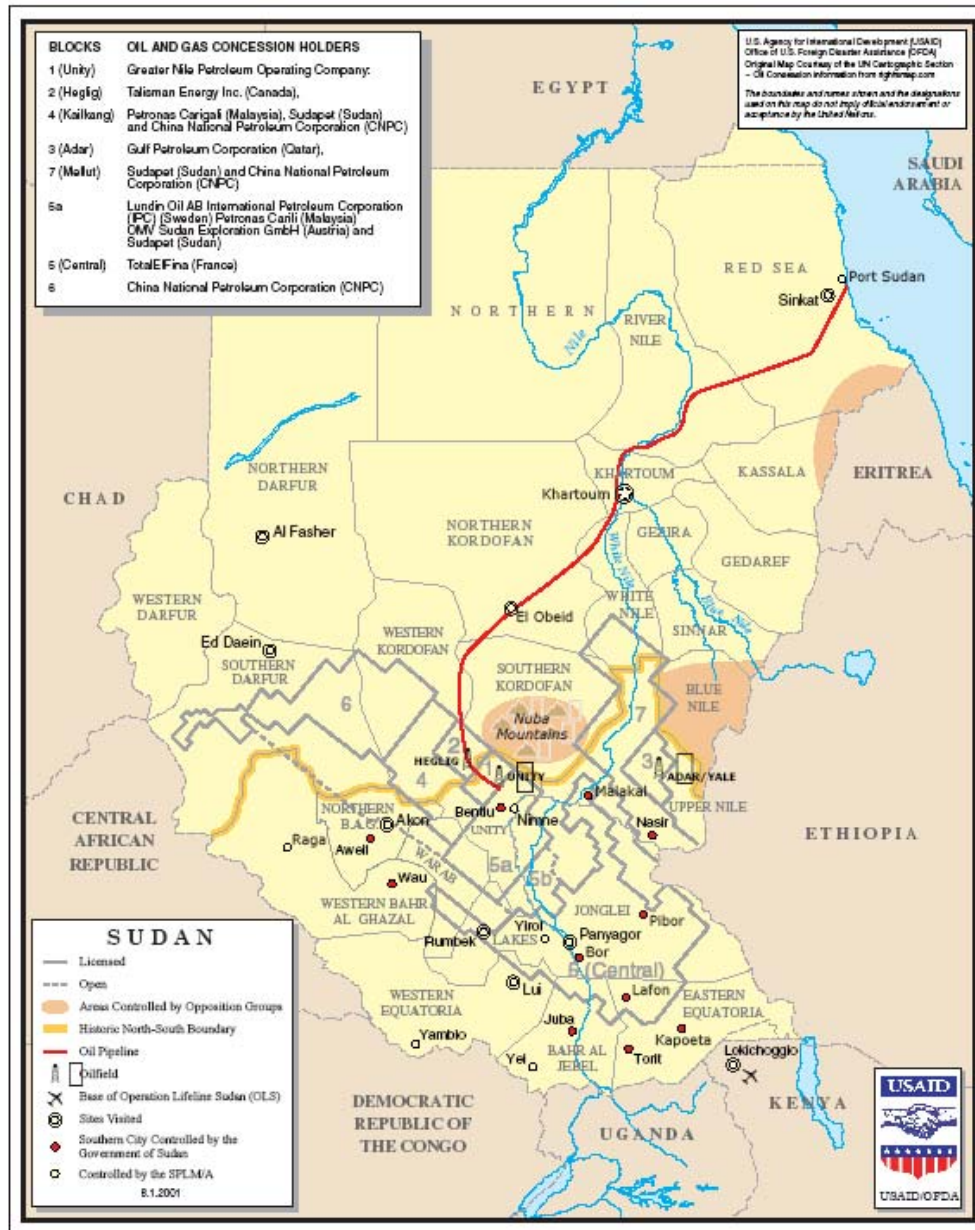 BLOCKS OIL AND GAS CONCESSION HOLDERS
1 (Unity) Greater Nile Petroleum Operating Company:
2 (Heglig) Talisman Energy Inc. (Canada),
4 (Kailkang) Petronas Carigali (Malaysia), Sudapet (Sudan)
and China National Petroleum Corporation (CNPC)
3 (Adar) Gulf Petroleum Corporation (Qatar),
7 (Mellut) Sudapet (Sudan) and China National Petroleum
Corporation (CNPC)
5a Lundin Oil AB International Petroleum Corporation
(IPC) (Sweden) Petronas Carili (Malaysia)
OMV Sudan Exploration GmbH (Austria) and
Sudapet (Sudan)
5 (Central) TotalElFina (France)
6 China National Petroleum Corporation (CNPC)
U.S. Agency for International Development (USAID)
Office of U.S. Foreign Disaster Assistance (OFDA)
Original Map Courtesy of the UN Cartographic Section
– Oil Concession information from rightsmap.com
The boundaries and names shown and the designations
used on this map do not imply official endorsement or
acceptance by the United Nations.
EGYPT
SAUDI
ARABIA
RED SEA
Port Sudan
Sinkat
NORTHERN
RIVER
NILE
Nile
NORTHERN
DARFUR
KHARTOUM
KASSALA
ERITREA
CHAD
Khartoum
Al Fasher
NORTHERN
KORDOFAN
GEZIRA
GEDAREF
White Nile
Blue Nile
WESTERN
DARFUR
El Obeid
WHITE
NILE
SINNAR
Ed Daein
WESTERN
KORDOFAN
SOUTHERN
DARFUR
SOUTHERN
KORDOFAN
BLUE
NILE
6
7
Nuba
Mountains
2
HEGLIG
4
1
UNITY
3
ADAR/YALE
Malakal
UPPER NILE
Bentiu
Nimne
CENTRAL
AFRICAN
REPUBLIC
NORTHERN
B.A.G.
Akon
UNITY
Nasir
ETHIOPIA
Raga
Aweil
WARAB
5a
5b
Wau
WESTERN BAHR
AL GHAZAL
JONGLEI
Pibor
Rumbek
LAKES
Yirol
Panyagor
Bor
5 (Central)
Lui
Lafon
WESTERN
EQUATORIA
EASTERN
EQUATORIA
Yambio
Juba
Kapoeta
Yei
BAHR AL
JEBEL
Torit
Lokichoggio
DEMOCRATIC
REPUBLIC OF
THE CONGO
UGANDA
KENYA
SUDAN
Licensed
Open
Areas Controlled by Opposition Groups
Historic North-South Boundary
Oil Pipeline
Oilfield
Base of Operation Lifeline Sudan (OLS)
Sites Visited
Southern City Controlled by the
Government of Sudan
Controlled by the SPLM/A
8.1.2001
USAID
USAID/OFDA